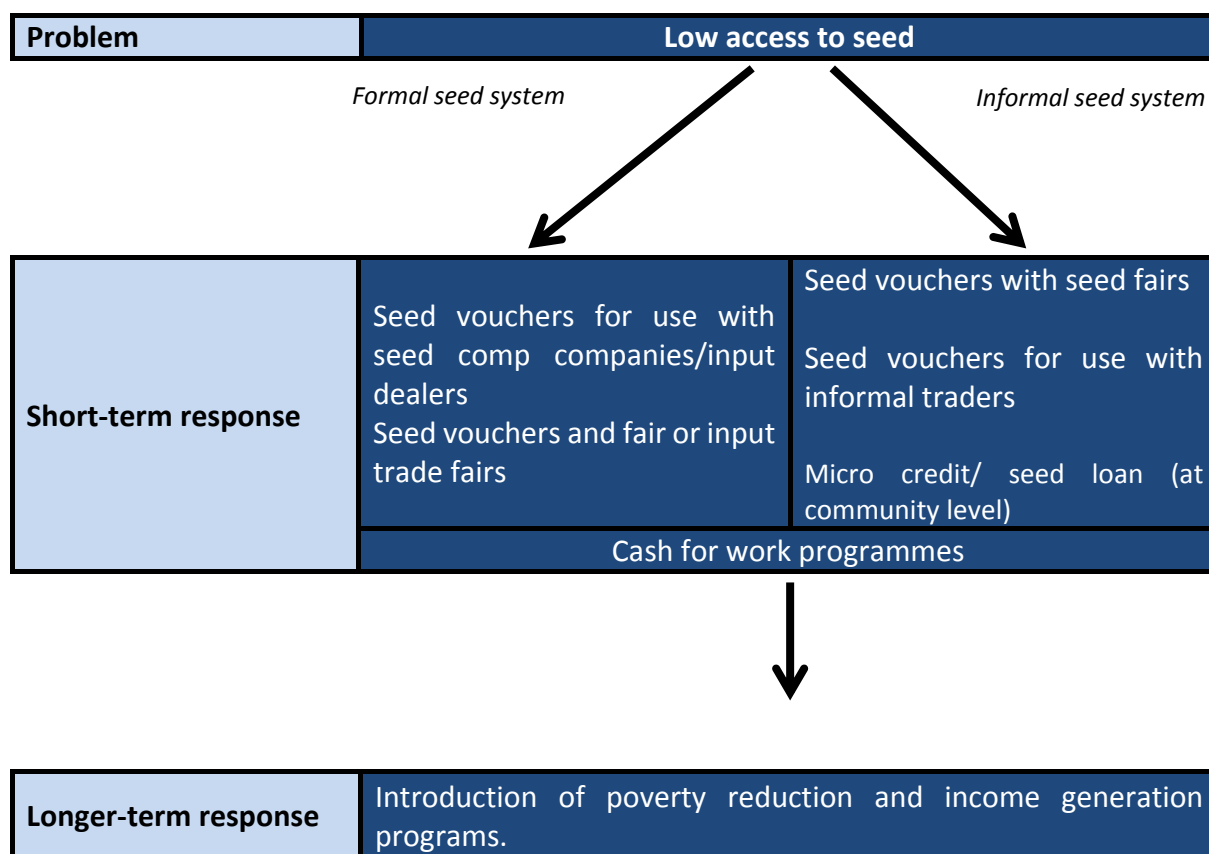 Problem
Low access to seed
Formal seed system
Informal seed system
Short-term response
Seed vouchers for use with
seed comp companies/input
dealers
Seed vouchers and fair or input
trade fairs
Seed vouchers with seed fairs
Seed vouchers for use with
informal traders
Micro credit/ seed loan (at
community level)
Cash for work programmes
Longer-term response
Introduction of poverty reduction and income generation
programs.